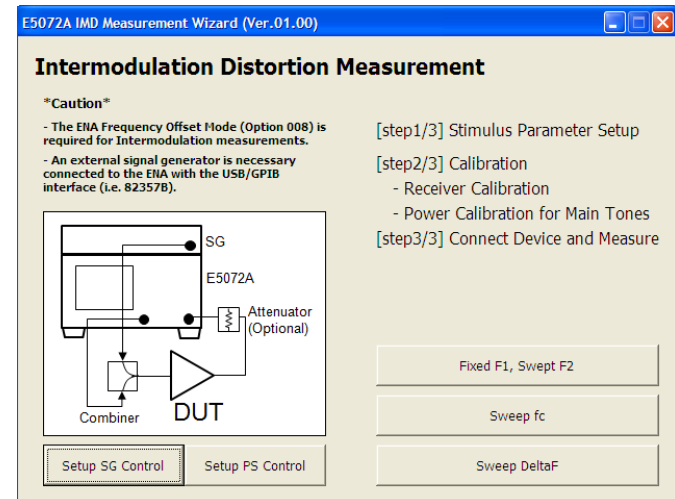 E5072A IMD Measurement Wizard (Ver.01.00)
Intermodulation Distortion Measurement
*Caution*
- The ENA Frequency Offset Mode (Option 008) is
required for Intermodulation measurements.
- An external signal generator is necessary
connected to the ENA with the USB/GPIB
interface (i.e. 82357B).
SG
E5072A
Attenuator
(Optional)
Combiner
DUT
Setup SG Control
Setup PS Control
[step1/3] Stimulus Parameter Setup
[step2/3] Calibration
- Receiver Calibration
- Power Calibration for Main Tones
[step3/3] Connect Device and Measure
Fixed F1, Swept F2
Sweep fc
Sweep DeltaF